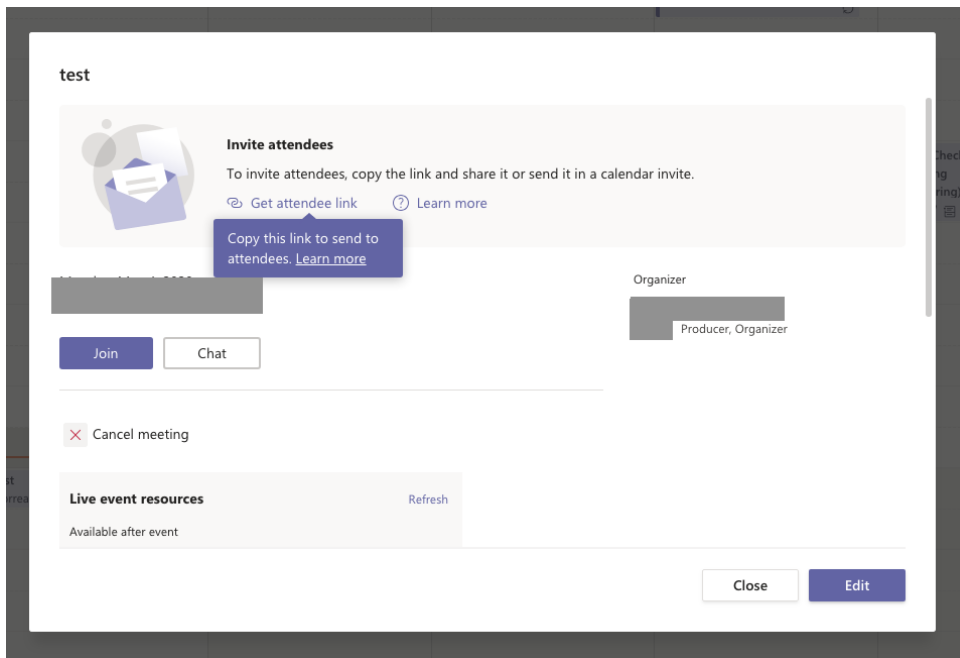 test
Invite attendees
To invite attendees, copy the link and share it or send it in a calendar invite.
Get attendee link
Learn more
Copy this link to send to
attendees. Learn more
Organizer
Producer, Organizer
Join
Chat
Cancel meeting
Live event resources
Refresh
Available after event
Close
Edit